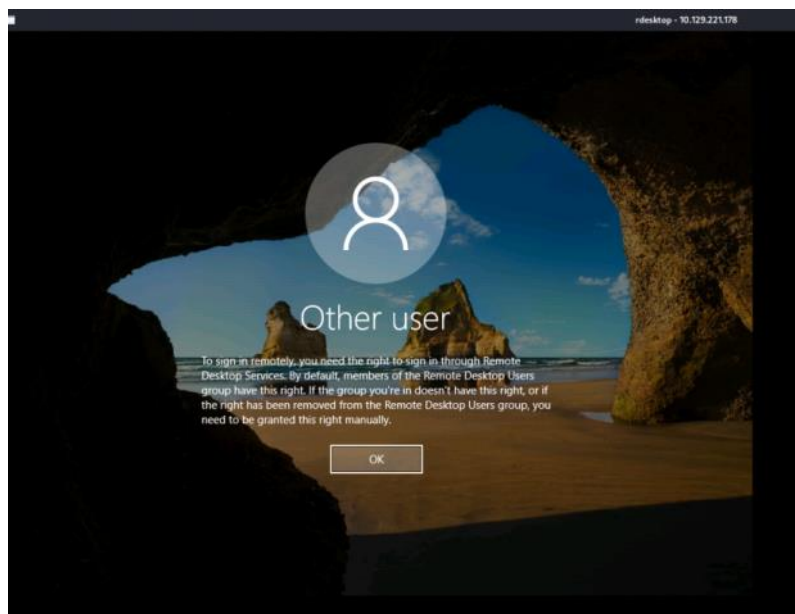 rdesktop - 10.129.221.178
Other user
To sign in remotely, you need the right to sign in through Remote
Desktop Services. By default, members of the Remote Desktop Users
group have this right. If the group you're in doesn't have this right, or if
the right has been removed from the Remote Desktop Users group, you
need to be granted this right manually.
OK